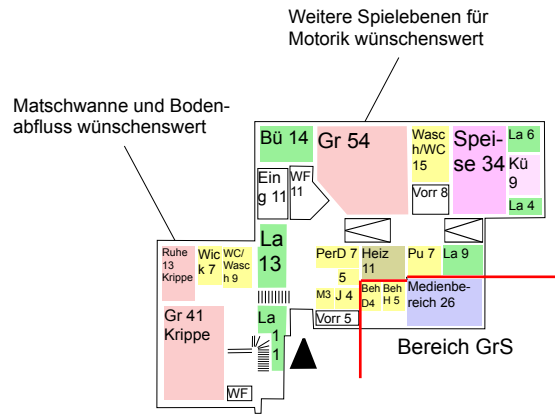 Weitere Spielebenen für
Motorik wünschenswert
Matschwanne und Boden-
abfluss wünschenswert
Bü 14
Gr 54
Wasc
h/WC
15
Spei-
se 34
La 6
Kü
9
La 4
Ein
g 11
WF
11
Vorr 8
Ruhe
13
Krippe
Wic
k 7
WC/
Wasc
h 9
La
13
PerD 7
5
Heiz
11
Pu 7
La 9
M3
J 4
Beh
D4
Beh
H 5
Medienbe-
reich 26
Vorr 5
Gr 41
Krippe
La
1
1
WF
Bereich GrS